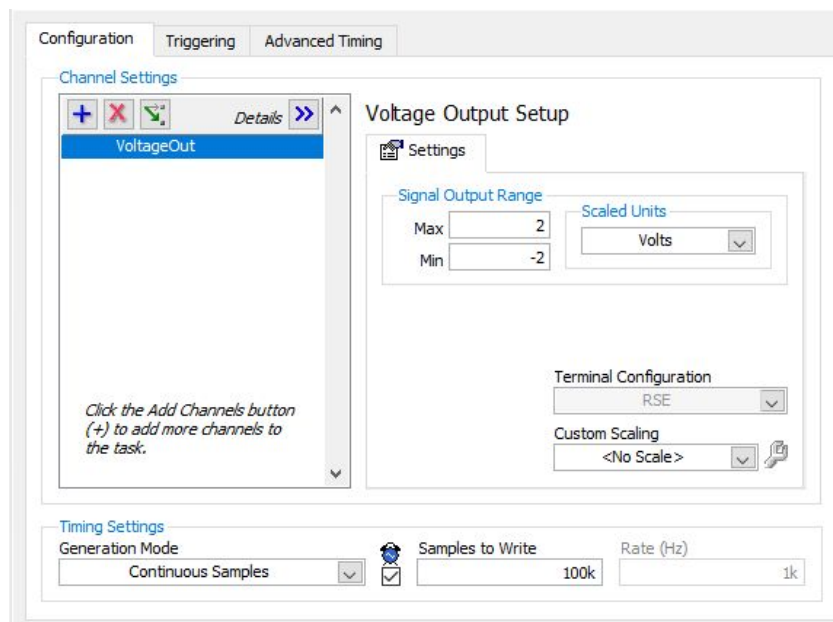 Configuration Triggering Advanced Timing
Channel Settings
Details
VoltageOut
Click the Add Channels button
(+) to add more channels to
the task.
Voltage Output Setup
Settings
Signal Output Range
Max 2
Min -2
Scaled Units
Volts
Terminal Configuration
RSE
Custom Scaling
<No Scale>
Timing Settings
Generation Mode
Continuous Samples
Samples to Write
100k
Rate (Hz)
1k